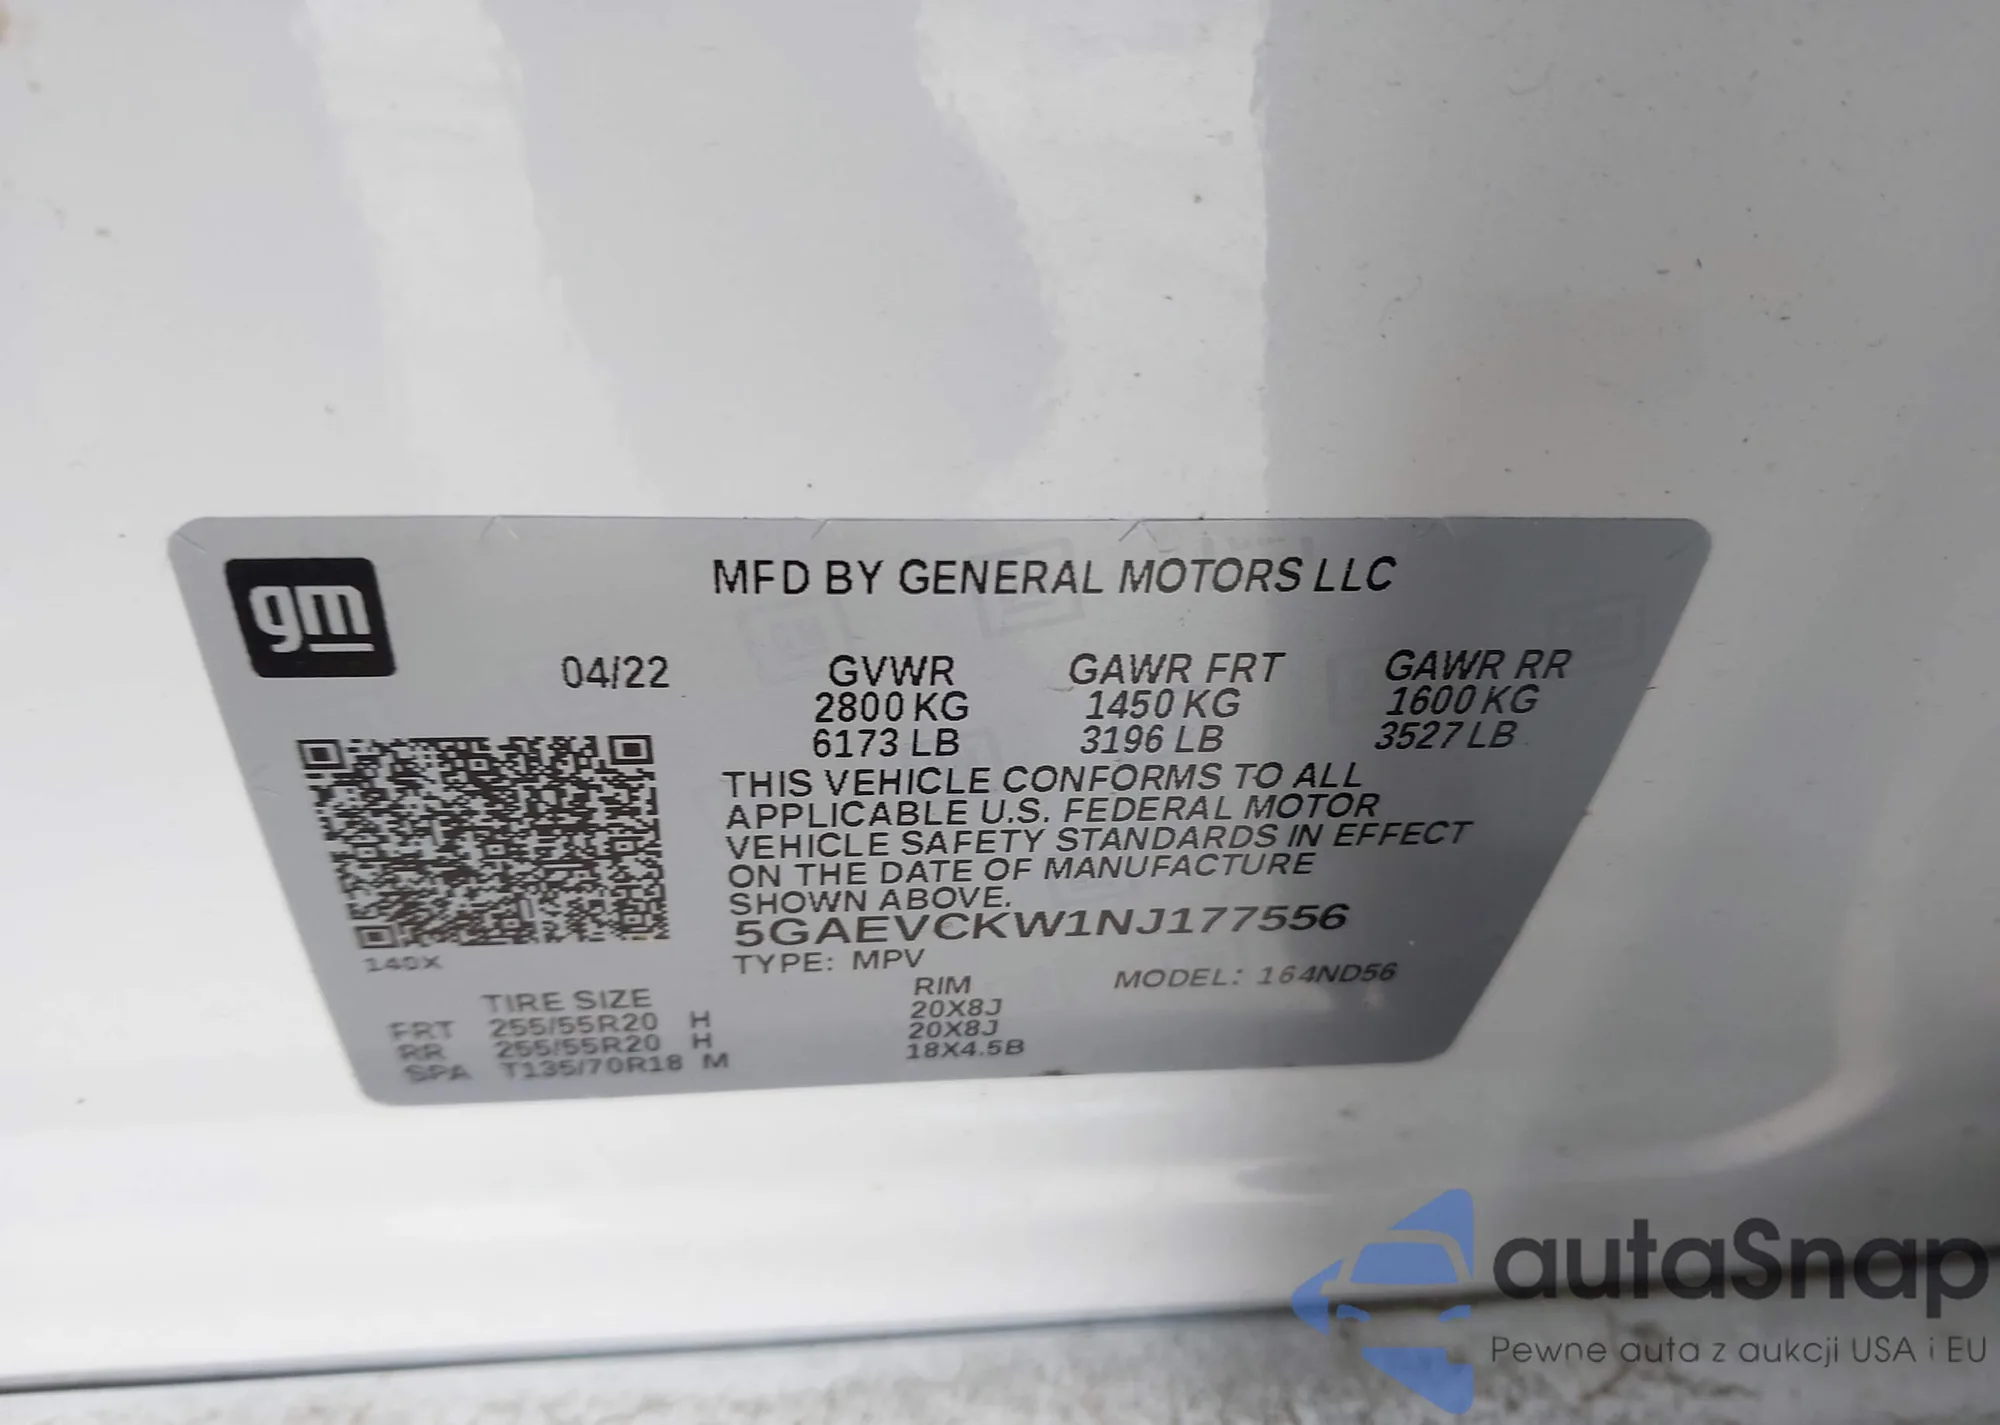 gm
MFD BY GENERAL MOTORS LLC
04/22 GVWR GAWR FRT GAWR RR
2800 KG 1450 KG 1600 KG
6173 LB 3196 LB 3527 LB
THIS VEHICLE CONFORMS TO ALL
APPLICABLE U.S. FEDERAL MOTOR
VEHICLE SAFETY STANDARDS IN EFFECT
ON THE DATE OF MANUFACTURE
SHOWN ABOVE.
5GAEVCKW1NJ177556
140X
TYPE: MPV MODEL: 164ND56
TIRE SIZE RIM
FRT 255/55R20 H 20X8J
RR 255/55R20 H 20X8J
SPA T135/70R18 M 18X4.5B
autaSnap
Pewne auta z aukcji USA i EU